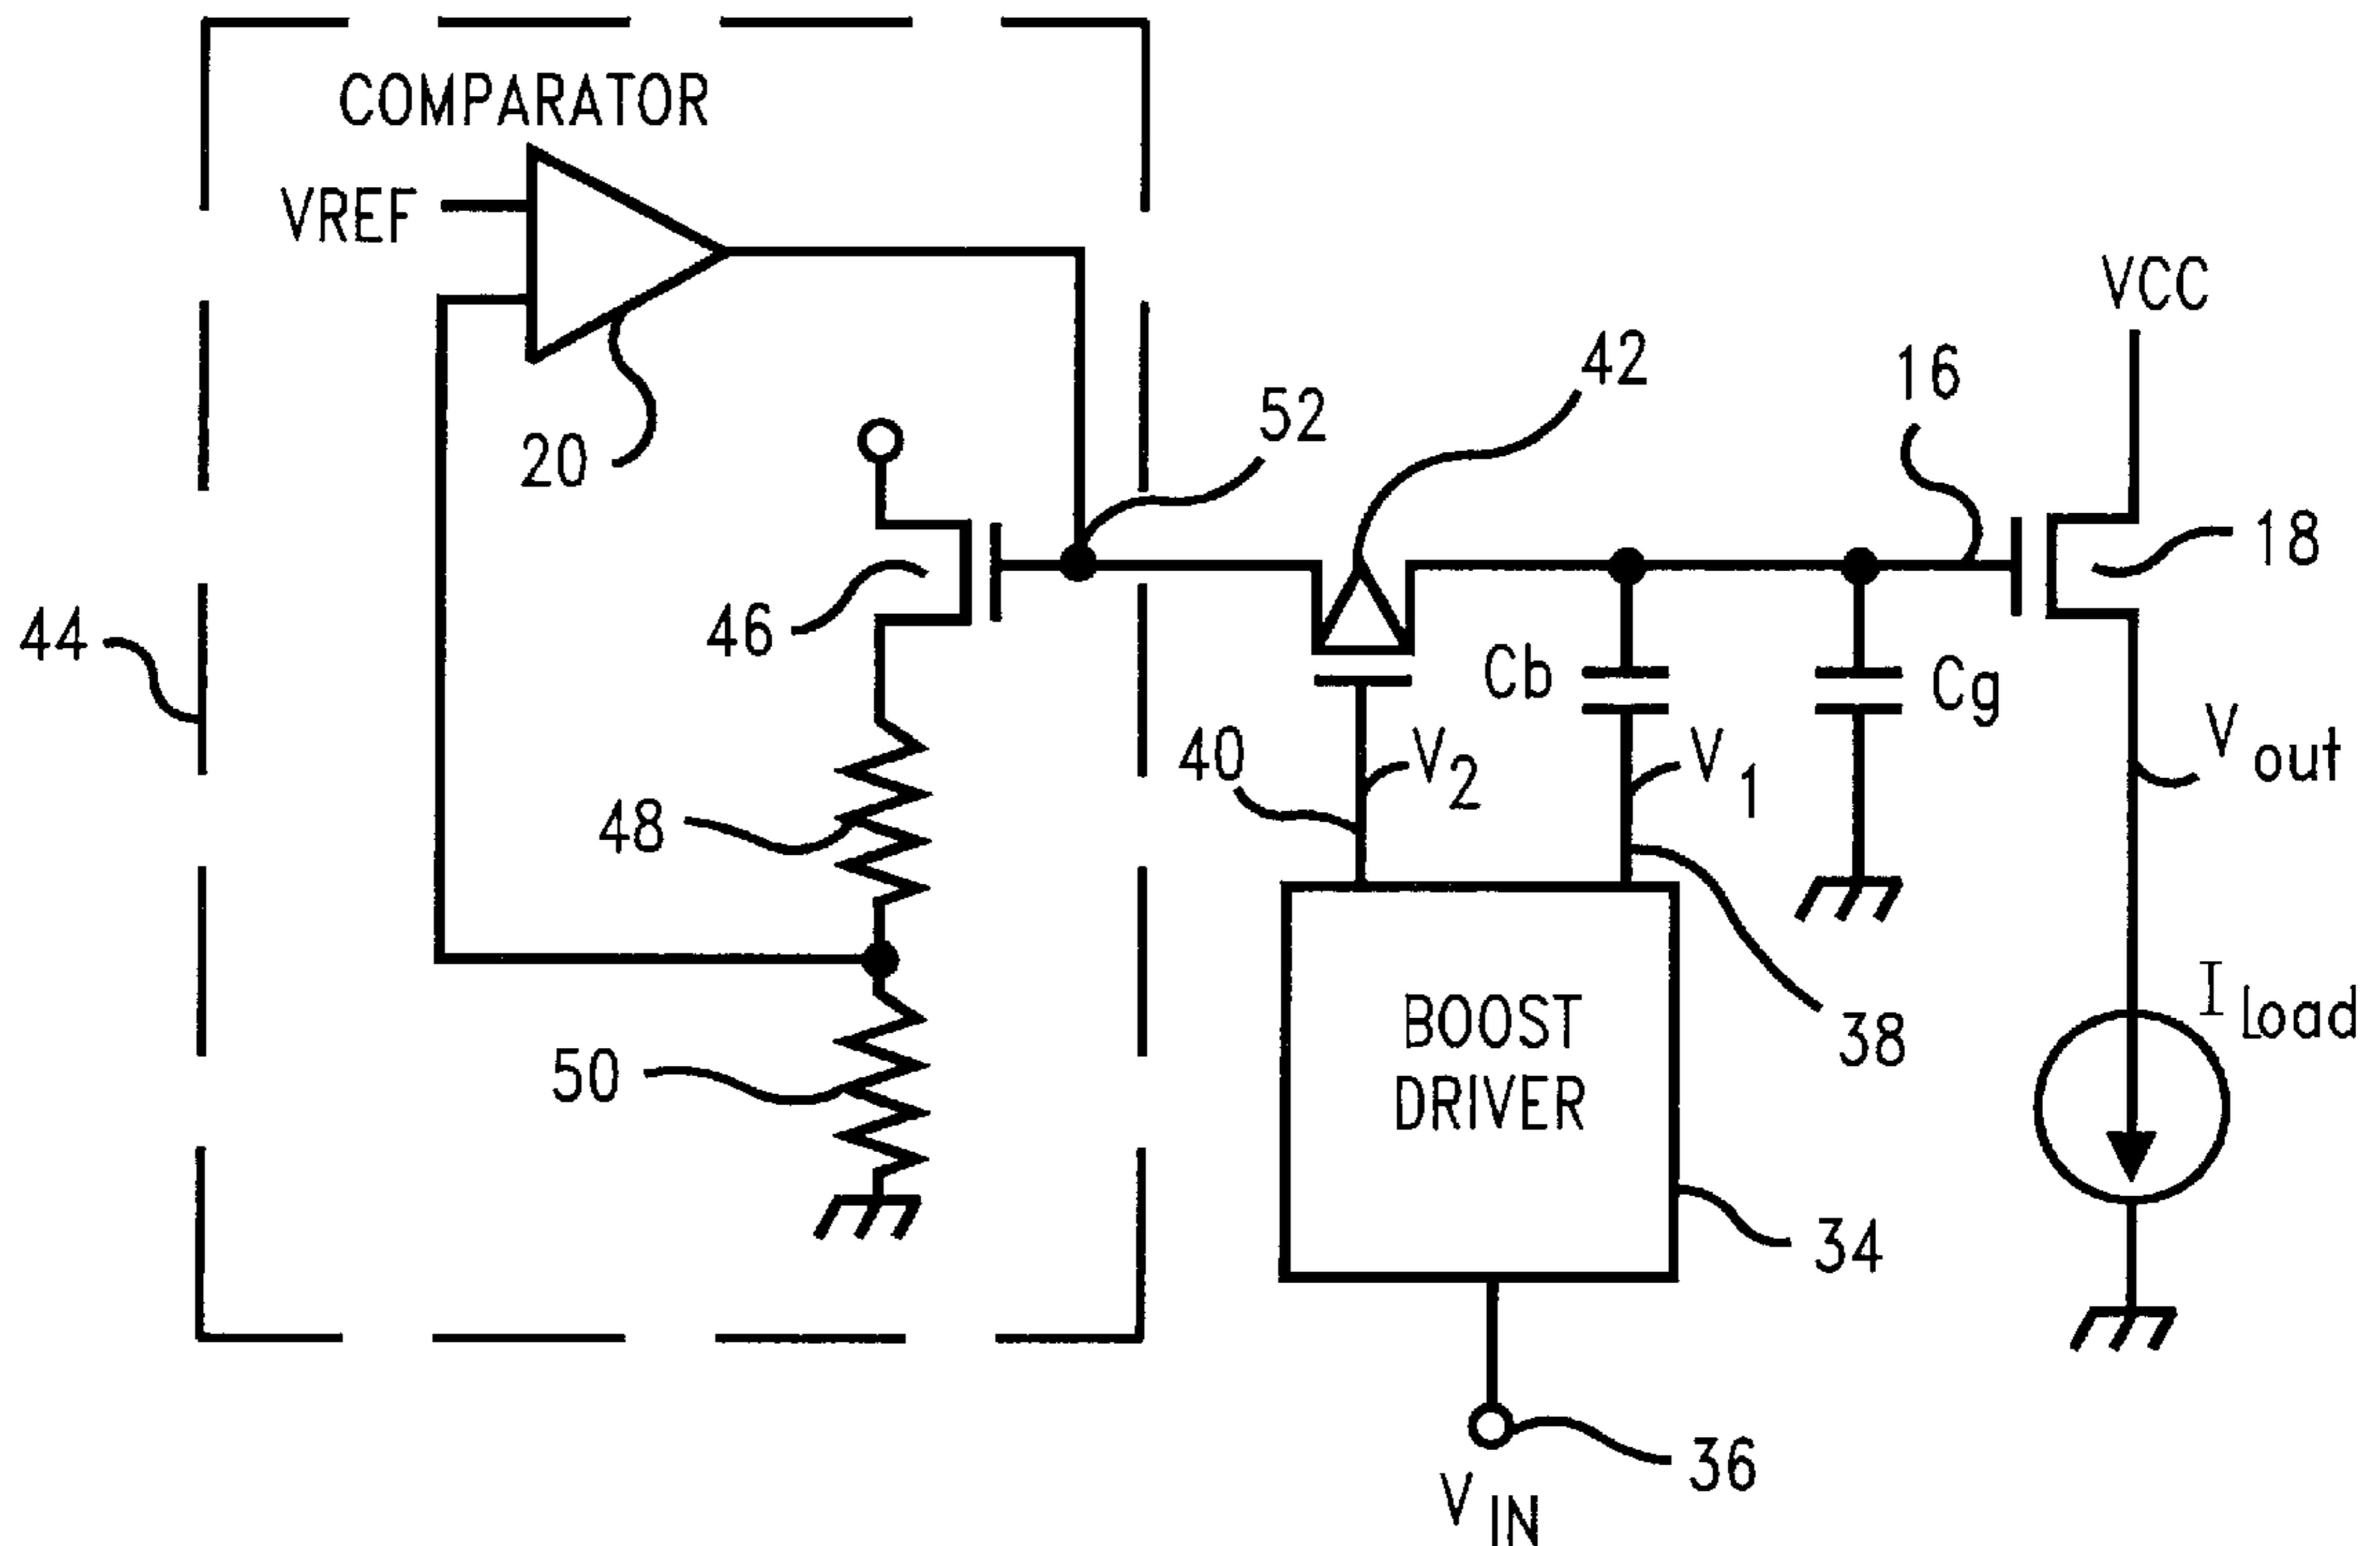 COMPARATOR
VREF
20
52
42
16
VCC
18
46
44
Cb
Cg
48
40
V2
V1
Vout
50
BOOST
DRIVER
38
ILoad
34
36
VIN